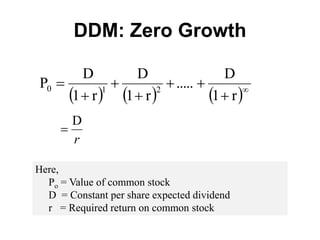 DDM: Zero Growth
P₀ = D/(1 + r)¹ + D/(1 + r)² + ..... + D/(1 + r)^∞
= D/r
Here,
Pₒ = Value of common stock
D = Constant per share expected dividend
r = Required return on common stock